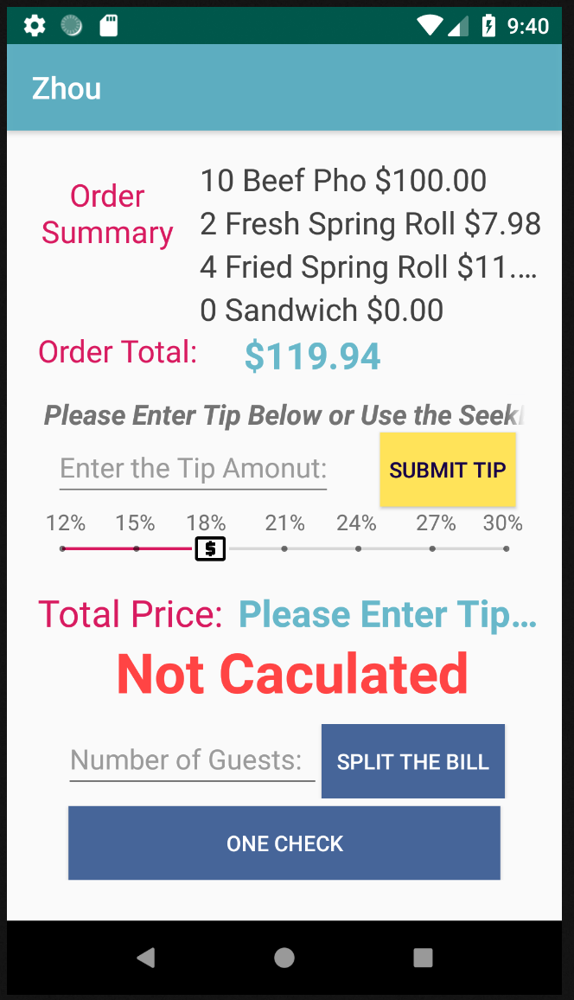 9:40
Zhou
Order
Summary
10 Beef Pho $100.00
2 Fresh Spring Roll $7.98
4 Fried Spring Roll $11....
0 Sandwich $0.00
Order Total: $119.94
Please Enter Tip Below or Use the Seek
Enter the Tip Amonut: SUBMIT TIP
12% 15% 18% 21% 24% 27% 30%
$
Total Price: Please Enter Tip...
Not Caculated
Number of Guests: SPLIT THE BILL
ONE CHECK